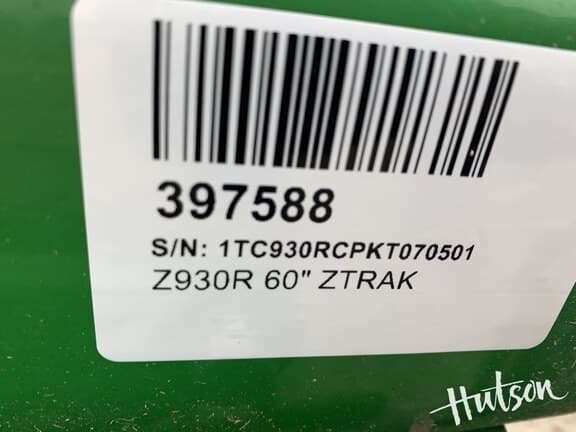 397588
S/N: 1TC930RCPKT070501
Z930R 60" ZTRAK
Hutson